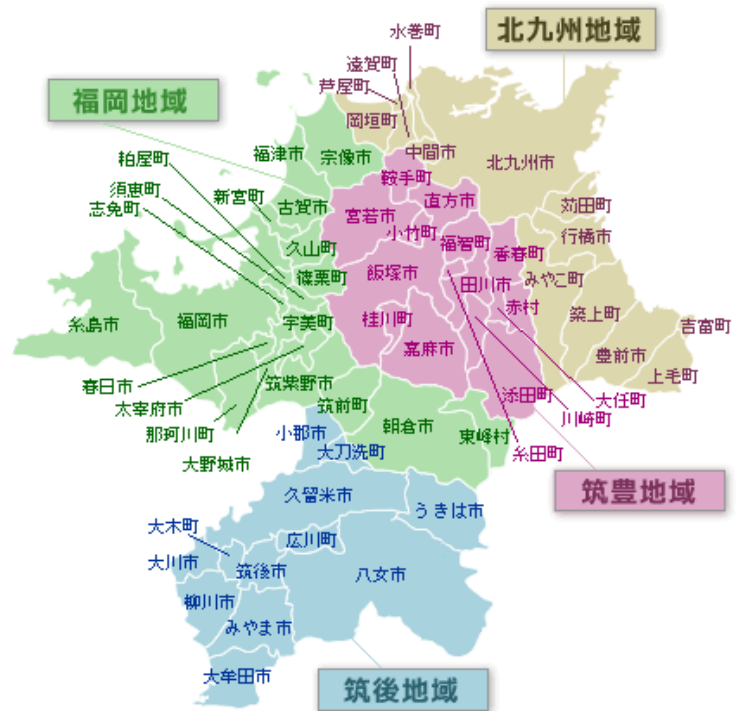 水巻町
北九州地域
遠賀町
芦屋町
福岡地域
岡垣町
中間市
福津市
宗像市
北九州市
粕屋町
鞍手町
須恵町
新宮町
直方市
志免町
古賀市
宮若市
苅田町
小竹町
行橋市
久山町
福智町
香春町
篠栗町
飯塚市
田川市
みやこ町
赤村
糸島市
福岡市
宇美町
桂川町
築上町
吉富町
嘉麻市
豊前市
春日市
筑紫野市
上毛町
太宰府市
筑前町
添田町
大任町
那珂川町
小郡市
朝倉市
東峰村
川崎町
大野城市
大刀洗町
糸田町
久留米市
うきは市
筑豊地域
大木町
広川町
大川市
筑後市
八女市
柳川市
みやま市
大牟田市
筑後地域